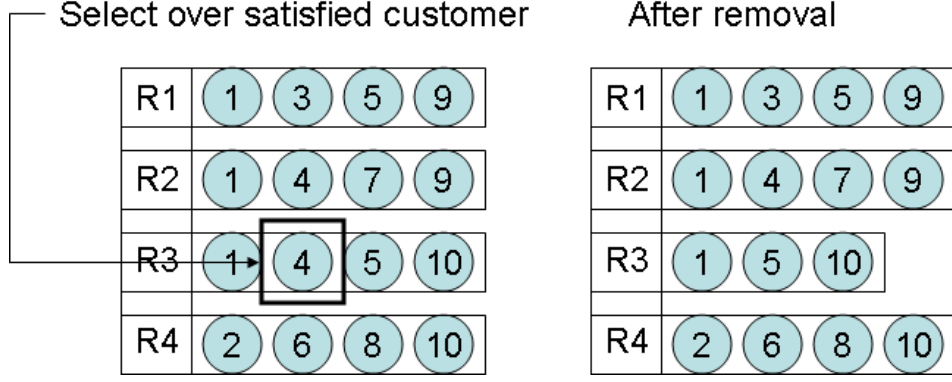 Select over satisfied customer
After removal
R1 1 3 5 9
R2 1 4 7 9
R3 1 4 5 10
R4 2 6 8 10
R1 1 3 5 9
R2 1 4 7 9
R3 1 5 10
R4 2 6 8 10